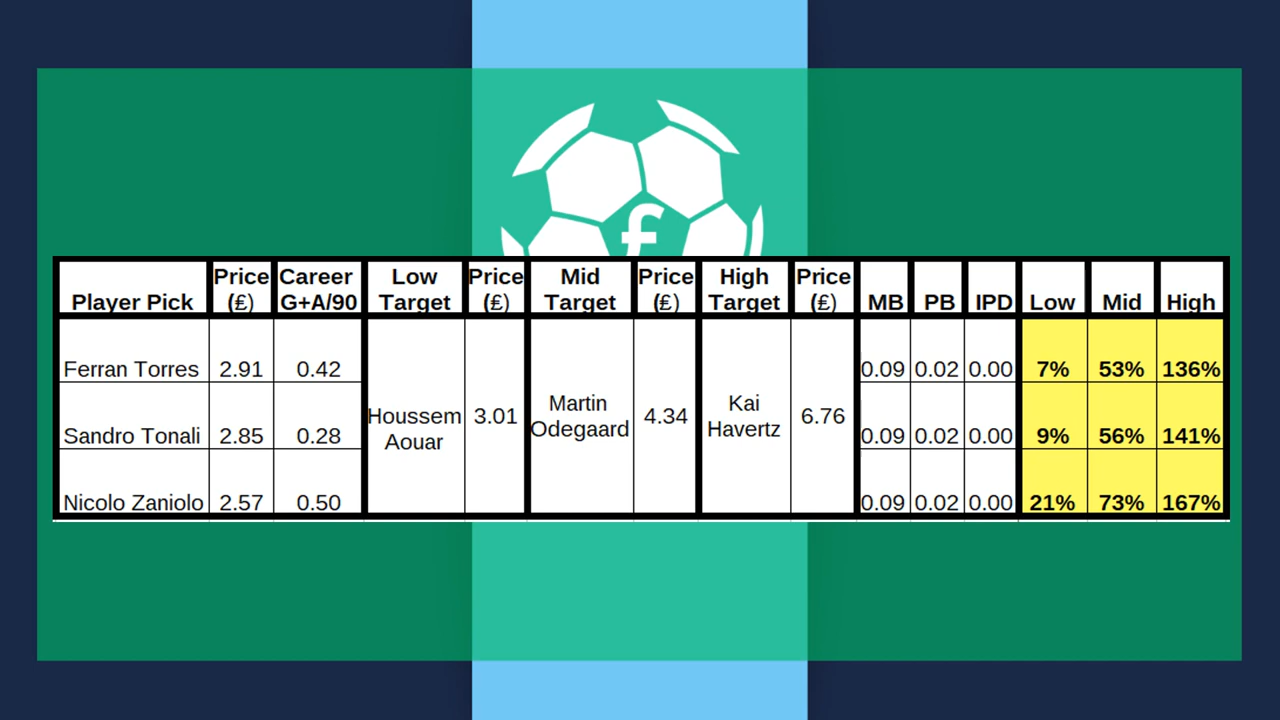 Player Pick Price (£) Career G+A/90 Low Target Price (£) Mid Target Price (£) High Target Price (£) MB PB IPD Low Mid High
Ferran Torres 2.91 0.42 Houssem Aouar 3.01 Martin Odegaard 4.34 Kai Havertz 6.76 0.09 0.02 0.00 7% 53% 136%
Sandro Tonali 2.85 0.28 0.09 0.02 0.00 9% 56% 141%
Nicolo Zaniolo 2.57 0.50 0.09 0.02 0.00 21% 73% 167%